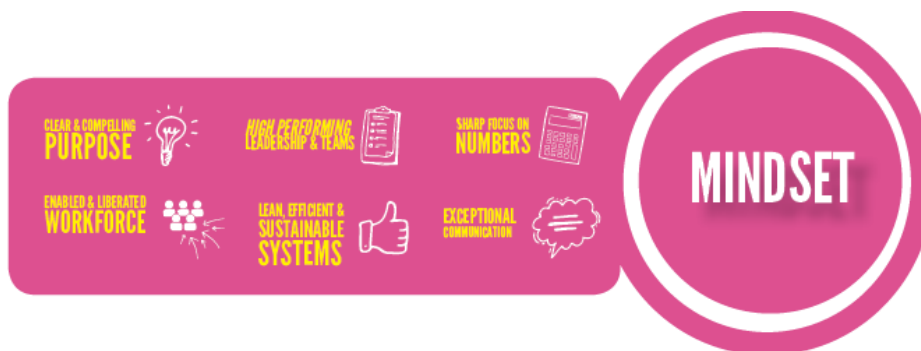 CLEAR & COMPELLING
PURPOSE
HIGH PERFORMING
LEADERSHIP & TEAMS
SHARP FOCUS ON
NUMBERS
ENABLED & LIBERATED
WORKFORCE
LEAN, EFFICIENT &
SUSTAINABLE
SYSTEMS
EXCEPTIONAL
COMMUNICATION
MINDSET